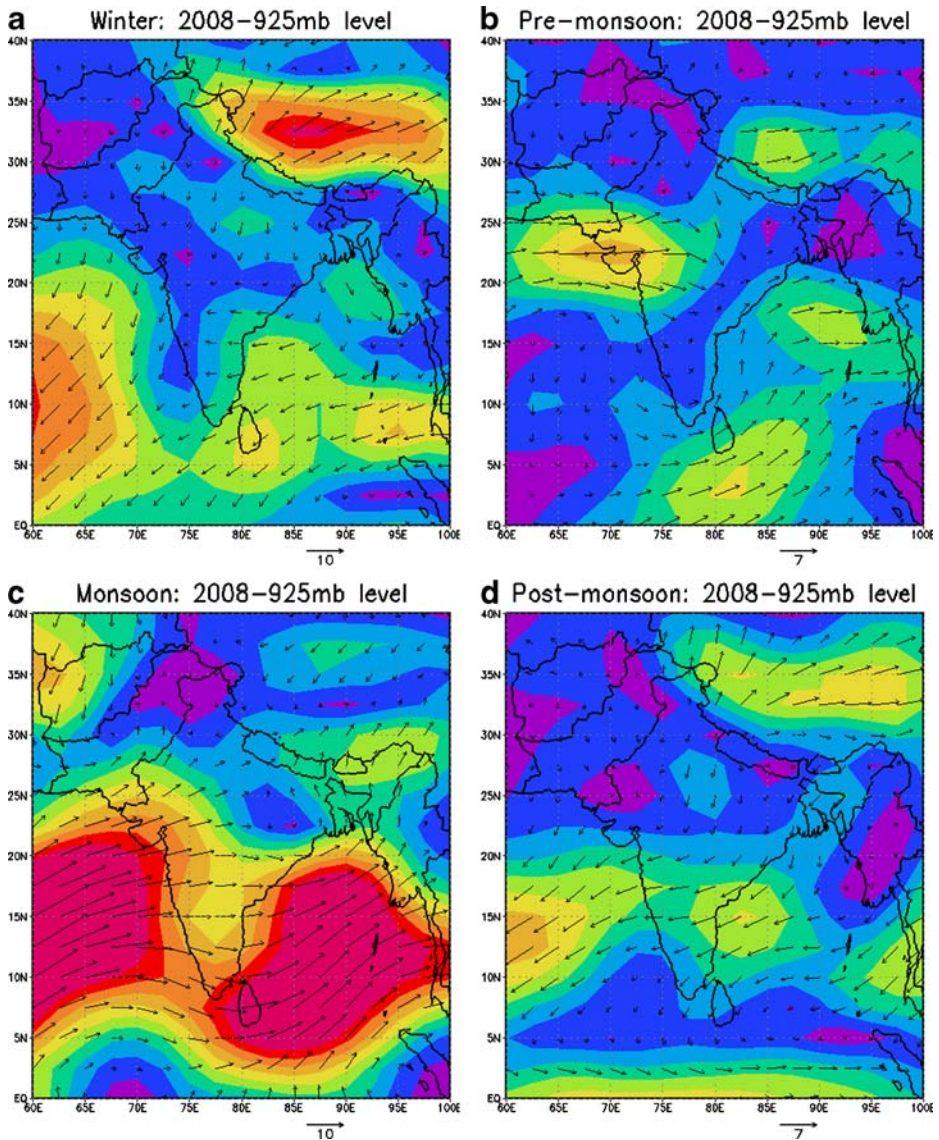 a Winter: 2008-925mb level
40N
35N
30N
25N
20N
15N
10N
5N
EQ
60E 65E 70E 75E 80E 85E 90E 95E 100E
10
b Pre-monsoon: 2008-925mb level
40N
35N
30N
25N
20N
15N
10N
5N
EQ
60E 65E 70E 75E 80E 85E 90E 95E 100E
7
c Monsoon: 2008-925mb level
40N
35N
30N
25N
20N
15N
10N
5N
EQ
60E 65E 70E 75E 80E 85E 90E 95E 100E
10
d Post-monsoon: 2008-925mb level
40N
35N
30N
25N
20N
15N
10N
5N
EQ
60E 65E 70E 75E 80E 85E 90E 95E 100E
7